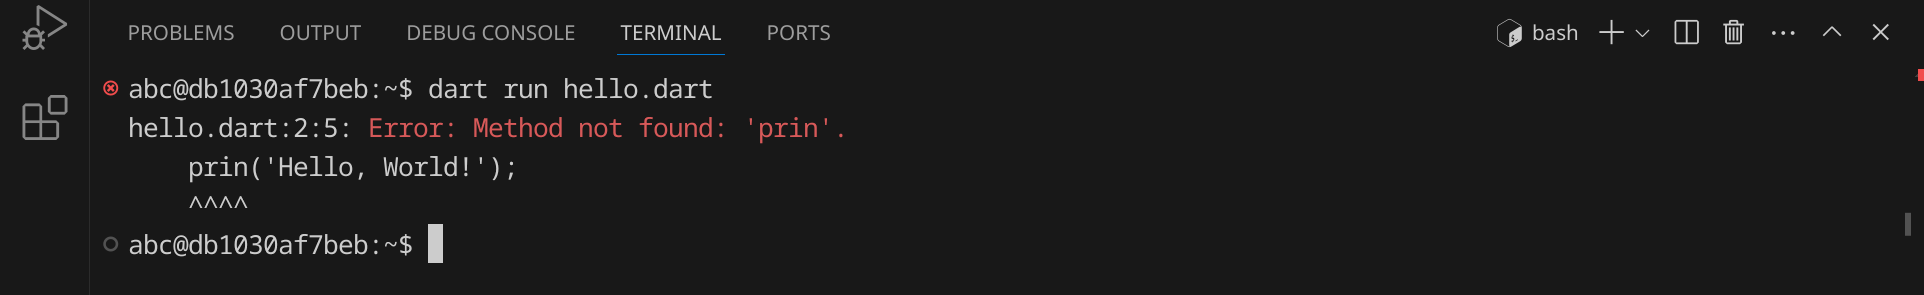 PROBLEMS OUTPUT DEBUG CONSOLE TERMINAL PORTS bash
abc@db1030af7beb:~$ dart run hello.dart
hello.dart:2:5: Error: Method not found: 'prin'.
    prin('Hello, World!');
    ^^^^
abc@db1030af7beb:~$